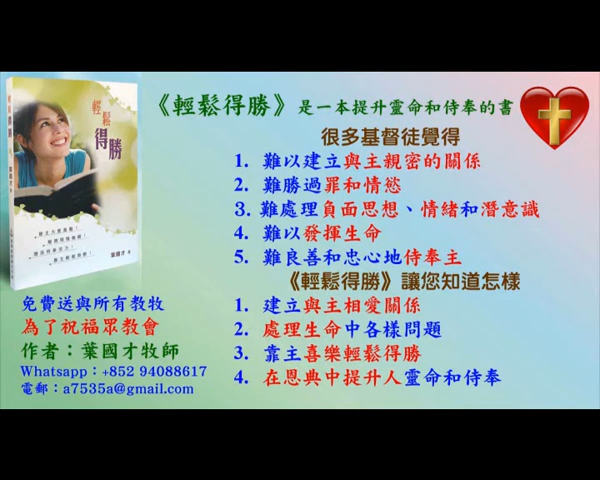 輕鬆
得勝
葉國才 著
《輕鬆得勝》是一本提升靈命和侍奉的書
很多基督徒覺得
1. 難以建立與主親密的關係
2. 難勝過罪和情慾
3. 難處理負面思想、情緒和潛意識
4. 難以發揮生命
5. 難良善和忠心地侍奉主
《輕鬆得勝》讓您知道怎樣
1. 建立與主相愛關係
2. 處理生命中各樣問題
3. 靠主喜樂輕鬆得勝
4. 在恩典中提升人靈命和侍奉
免費送與所有教牧
為了祝福眾教會
作者：葉國才牧師
Whatsapp：+852 94088617
電郵：a7535a@gmail.com